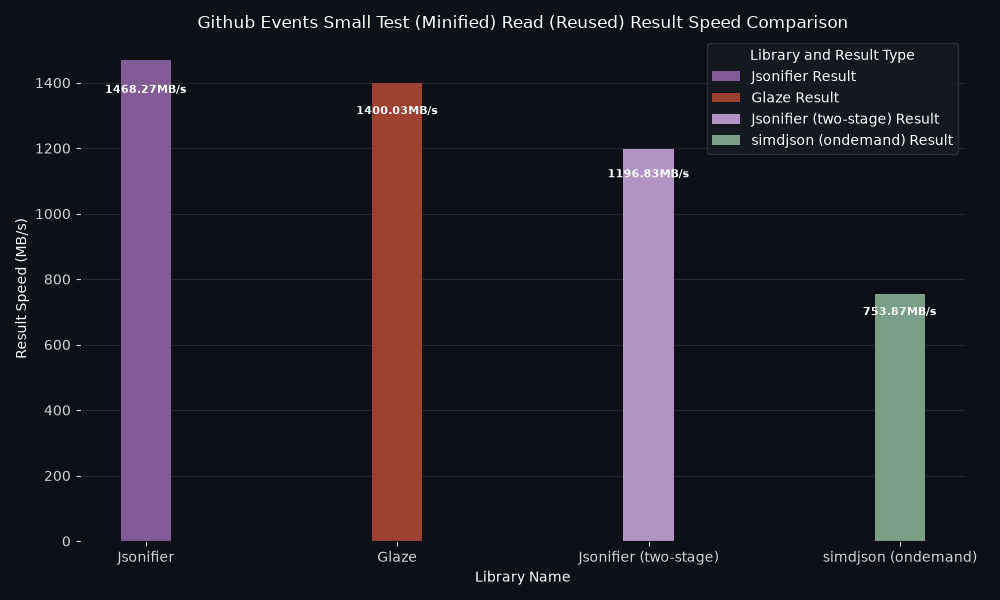 Github Events Small Test (Minified) Read (Reused) Result Speed Comparison
Library and Result Type
Jsonifier Result
Glaze Result
Jsonifier (two-stage) Result
simdjson (ondemand) Result
1468.27MB/s
1400.03MB/s
1196.83MB/s
753.87MB/s
Result Speed (MB/s)
1400
1200
1000
800
600
400
200
0
Jsonifier
Glaze
Jsonifier (two-stage)
simdjson (ondemand)
Library Name